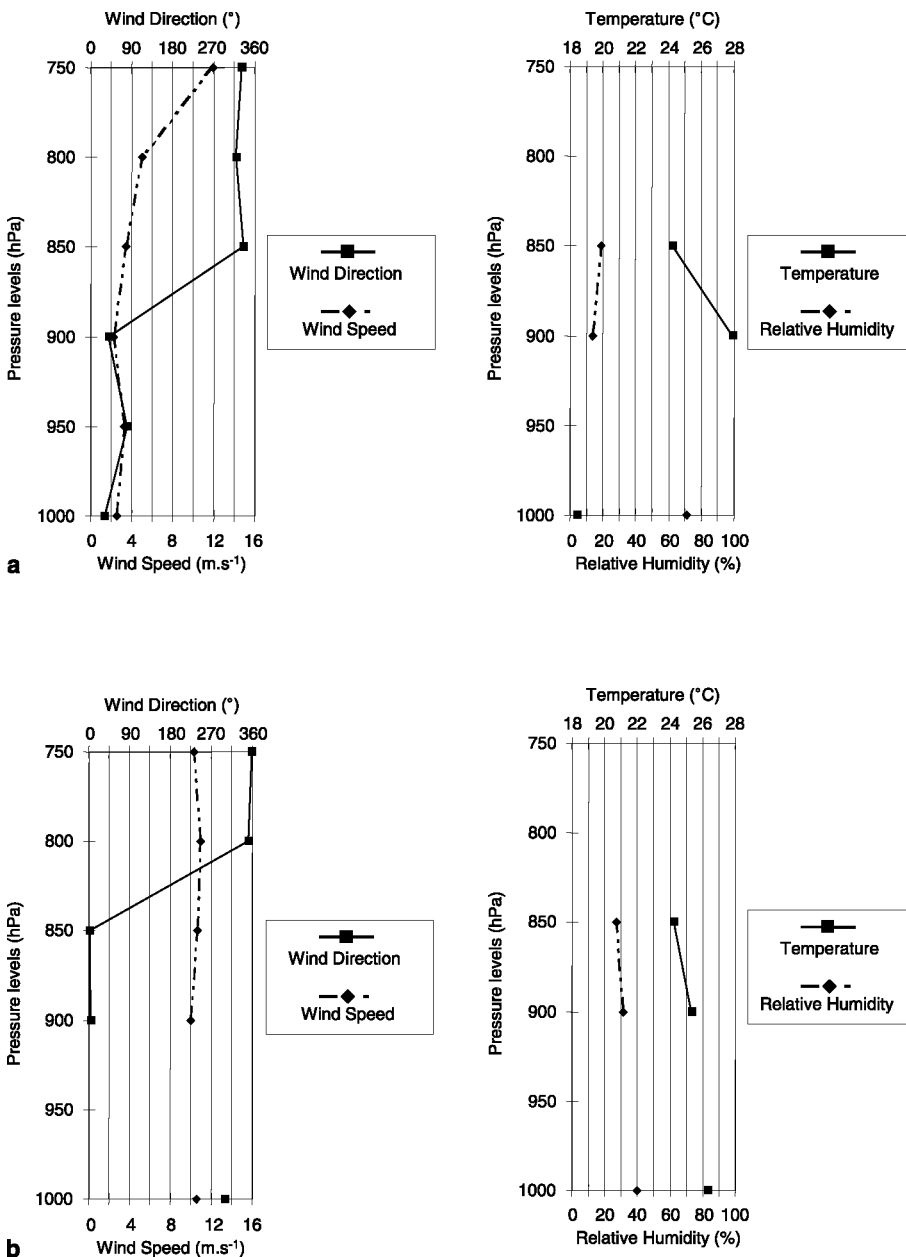 Wind Direction (°)
0 90 180 270 360
750
800
850
900
950
1000
Pressure levels (hPa)
0 4 8 12 16
Wind Speed (m.s⁻¹)
Wind Direction
Wind Speed
a
Temperature (°C)
18 20 22 24 26 28
750
800
850
900
950
1000
Pressure levels (hPa)
0 20 40 60 80 100
Relative Humidity (%)
Temperature
Relative Humidity
Wind Direction (°)
0 90 180 270 360
750
800
850
900
950
1000
Pressure levels (hPa)
0 4 8 12 16
Wind Speed (m.s⁻¹)
Wind Direction
Wind Speed
b
Temperature (°C)
18 20 22 24 26 28
750
800
850
900
950
1000
Pressure levels (hPa)
0 20 40 60 80 100
Relative Humidity (%)
Temperature
Relative Humidity